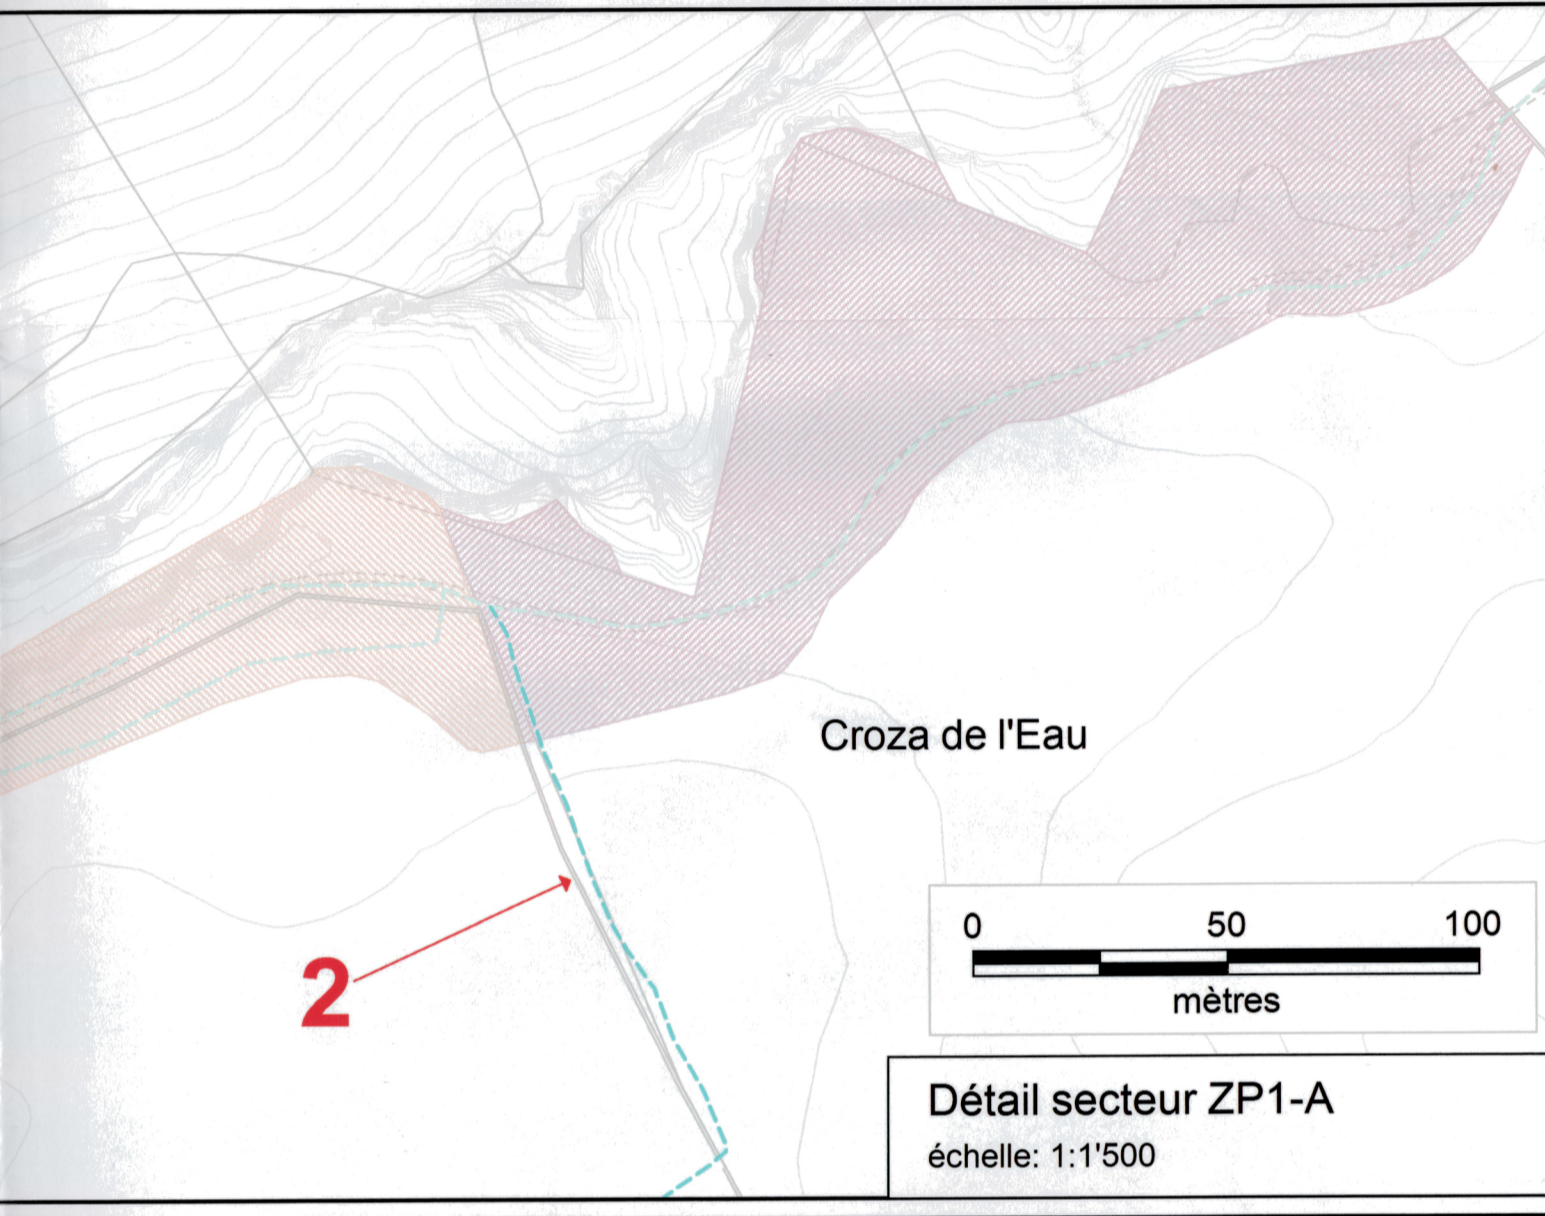 Croza de l'Eau
2
0 50 100
mètres
Détail secteur ZP1-A
échelle: 1:1'500